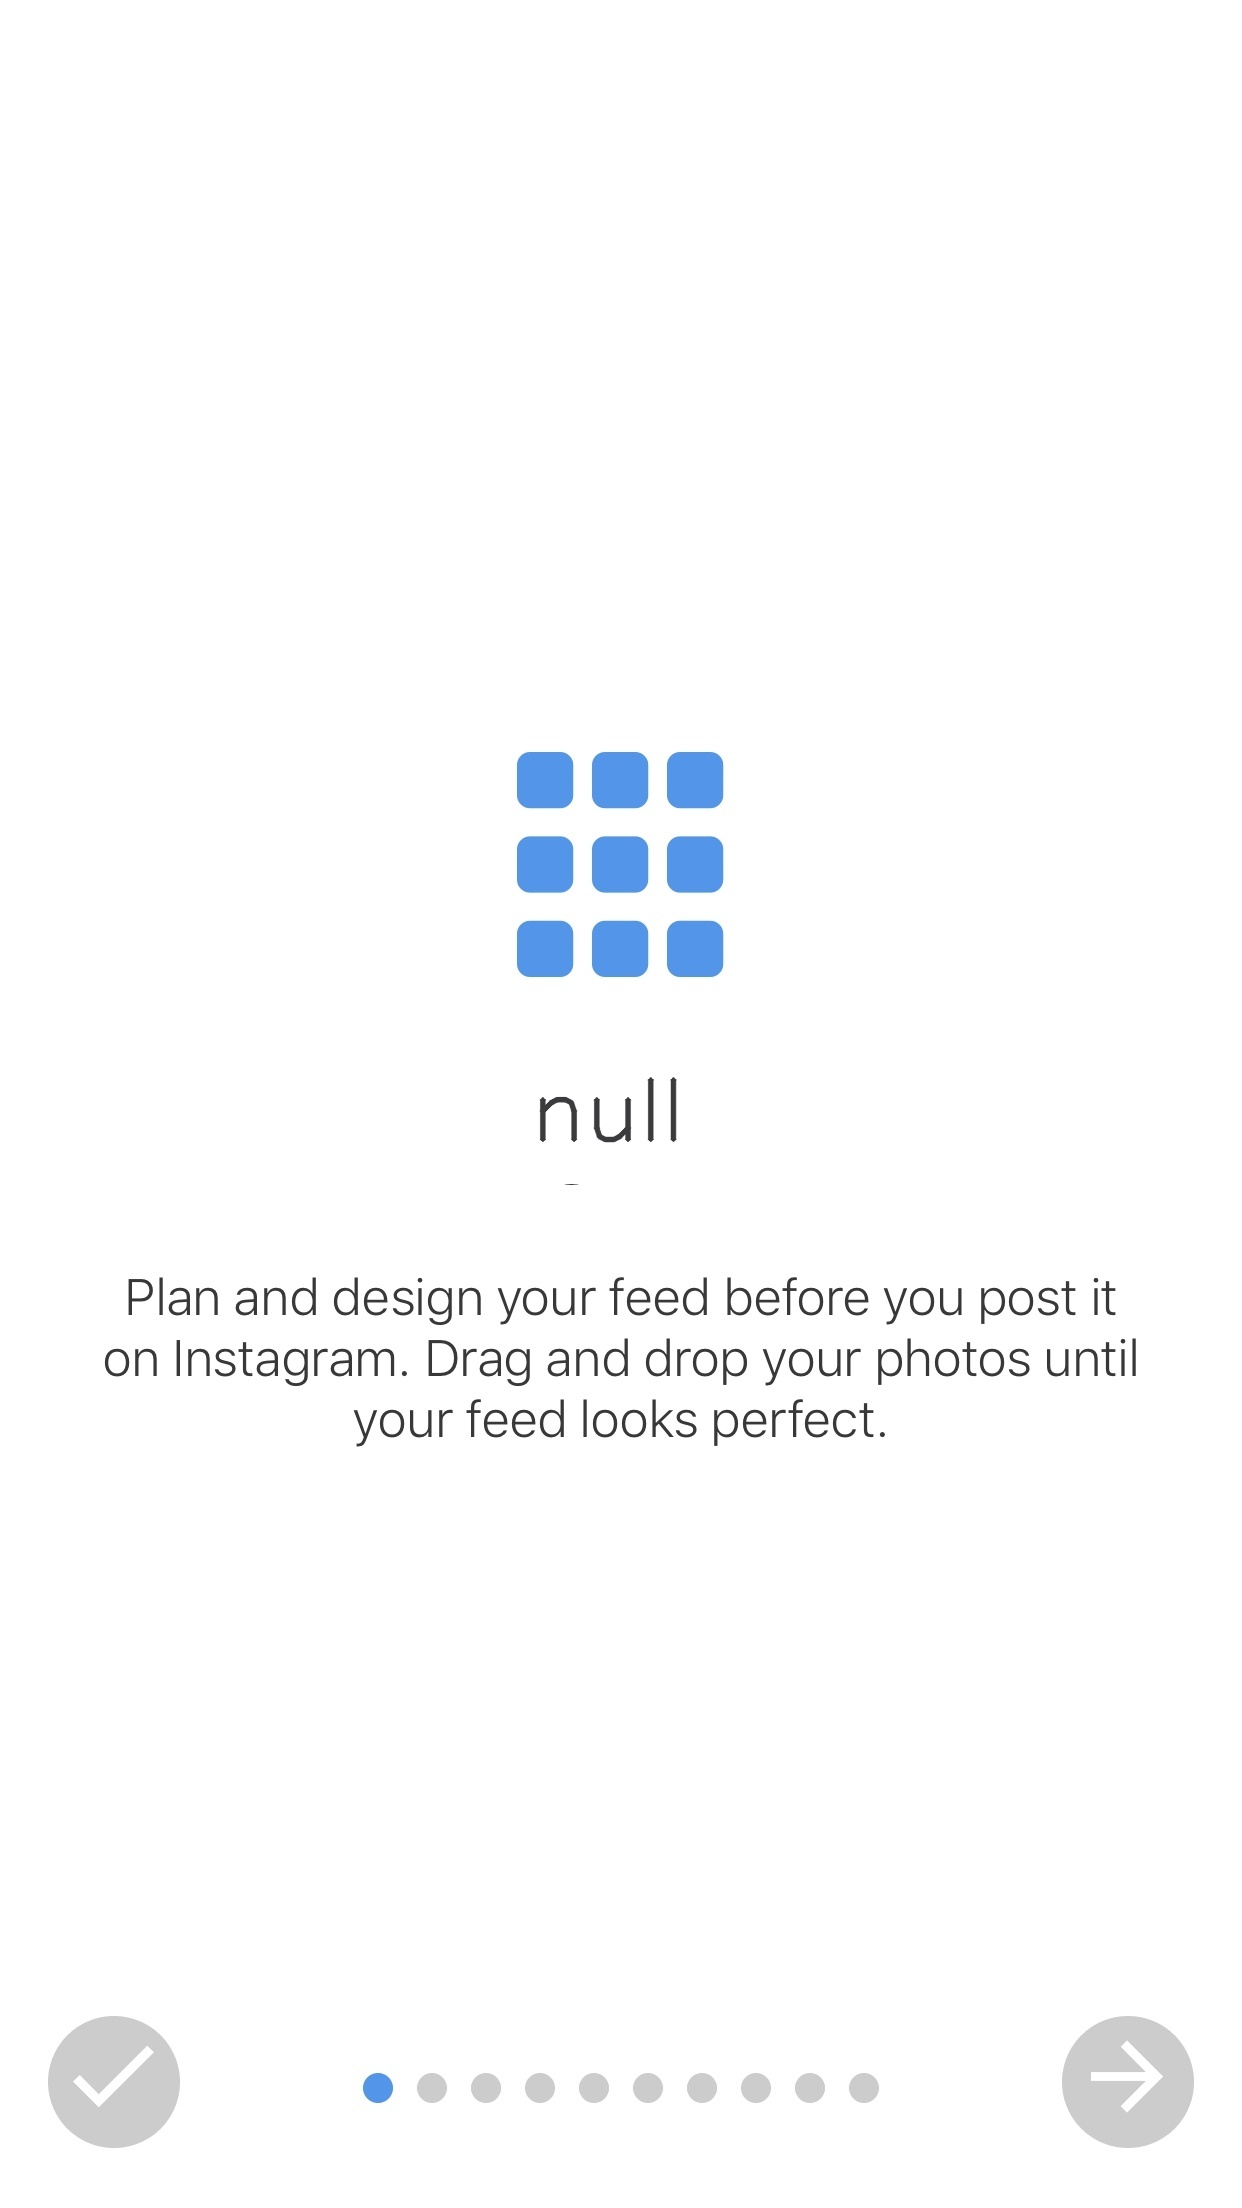 null
Plan and design your feed before you post it
on Instagram. Drag and drop your photos until
your feed looks perfect.